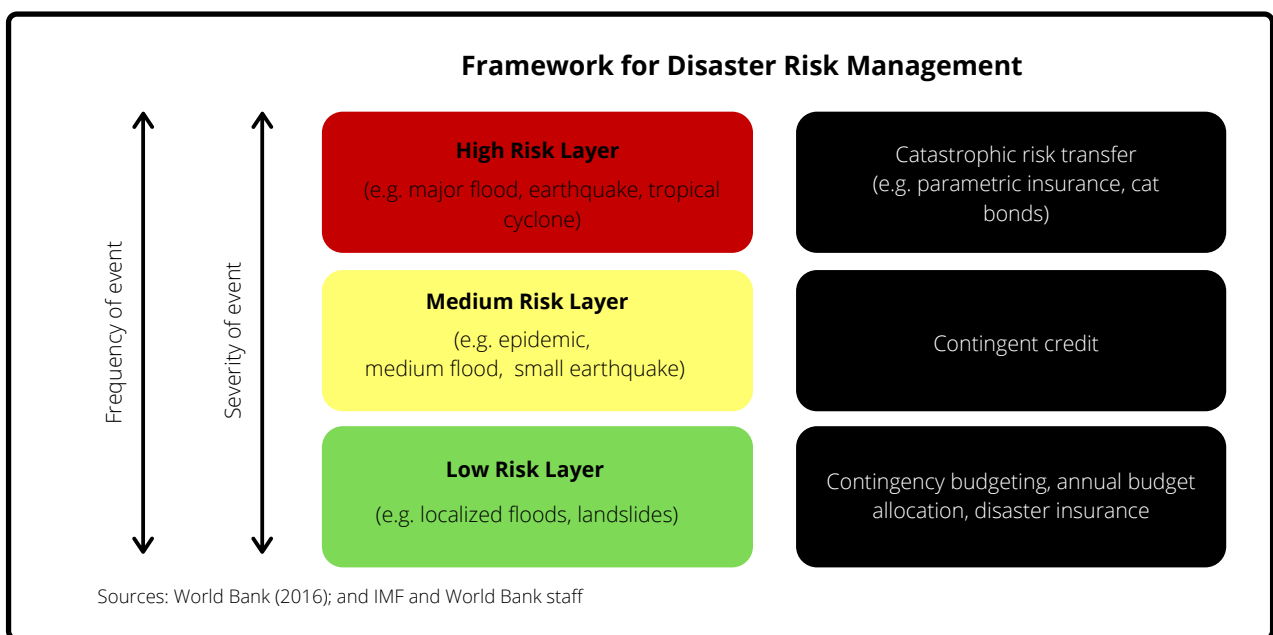 Framework for Disaster Risk Management
Frequency of event
Severity of event
High Risk Layer
(e.g. major flood, earthquake, tropical
cyclone)
Catastrophic risk transfer
(e.g. parametric insurance, cat
bonds)
Medium Risk Layer
(e.g. epidemic,
medium flood, small earthquake)
Contingent credit
Low Risk Layer
(e.g. localized floods, landslides)
Contingency budgeting, annual budget
allocation, disaster insurance
Sources: World Bank (2016); and IMF and World Bank staff